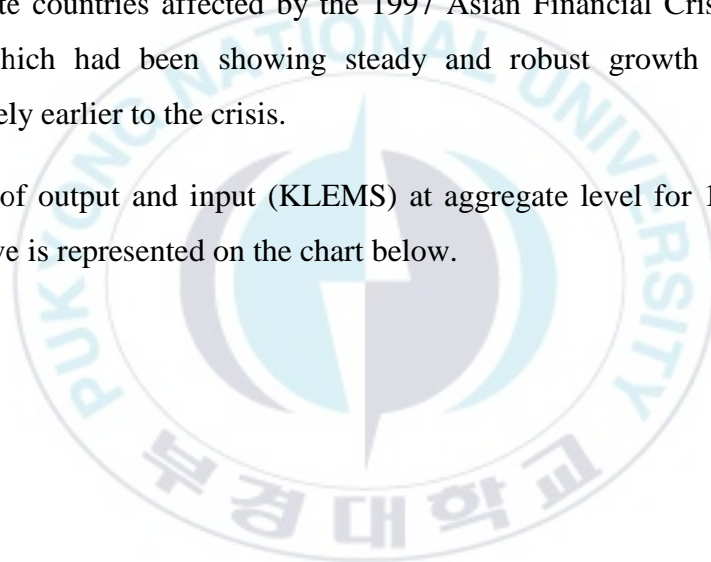 te countries affected by the 1997 Asian Financial Cris
hich had been showing steady and robust growth
ely earlier to the crisis.
of output and input (KLEMS) at aggregate level for 1
ve is represented on the chart below.
PUKYONG NATIONAL UNIVERSITY
부경대학교